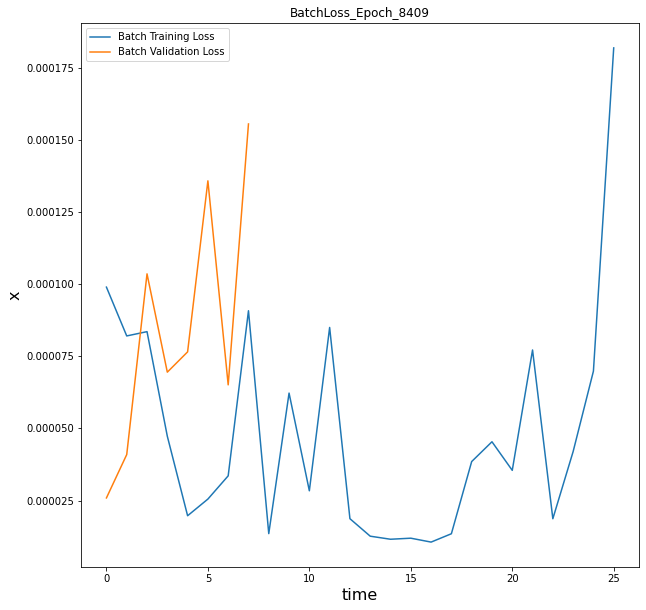 BatchLoss_Epoch_8409
Batch Training Loss
Batch Validation Loss
0.000175
0.000150
0.000125
0.000100
0.000075
0.000050
0.000025
x
0 5 10 15 20 25
time